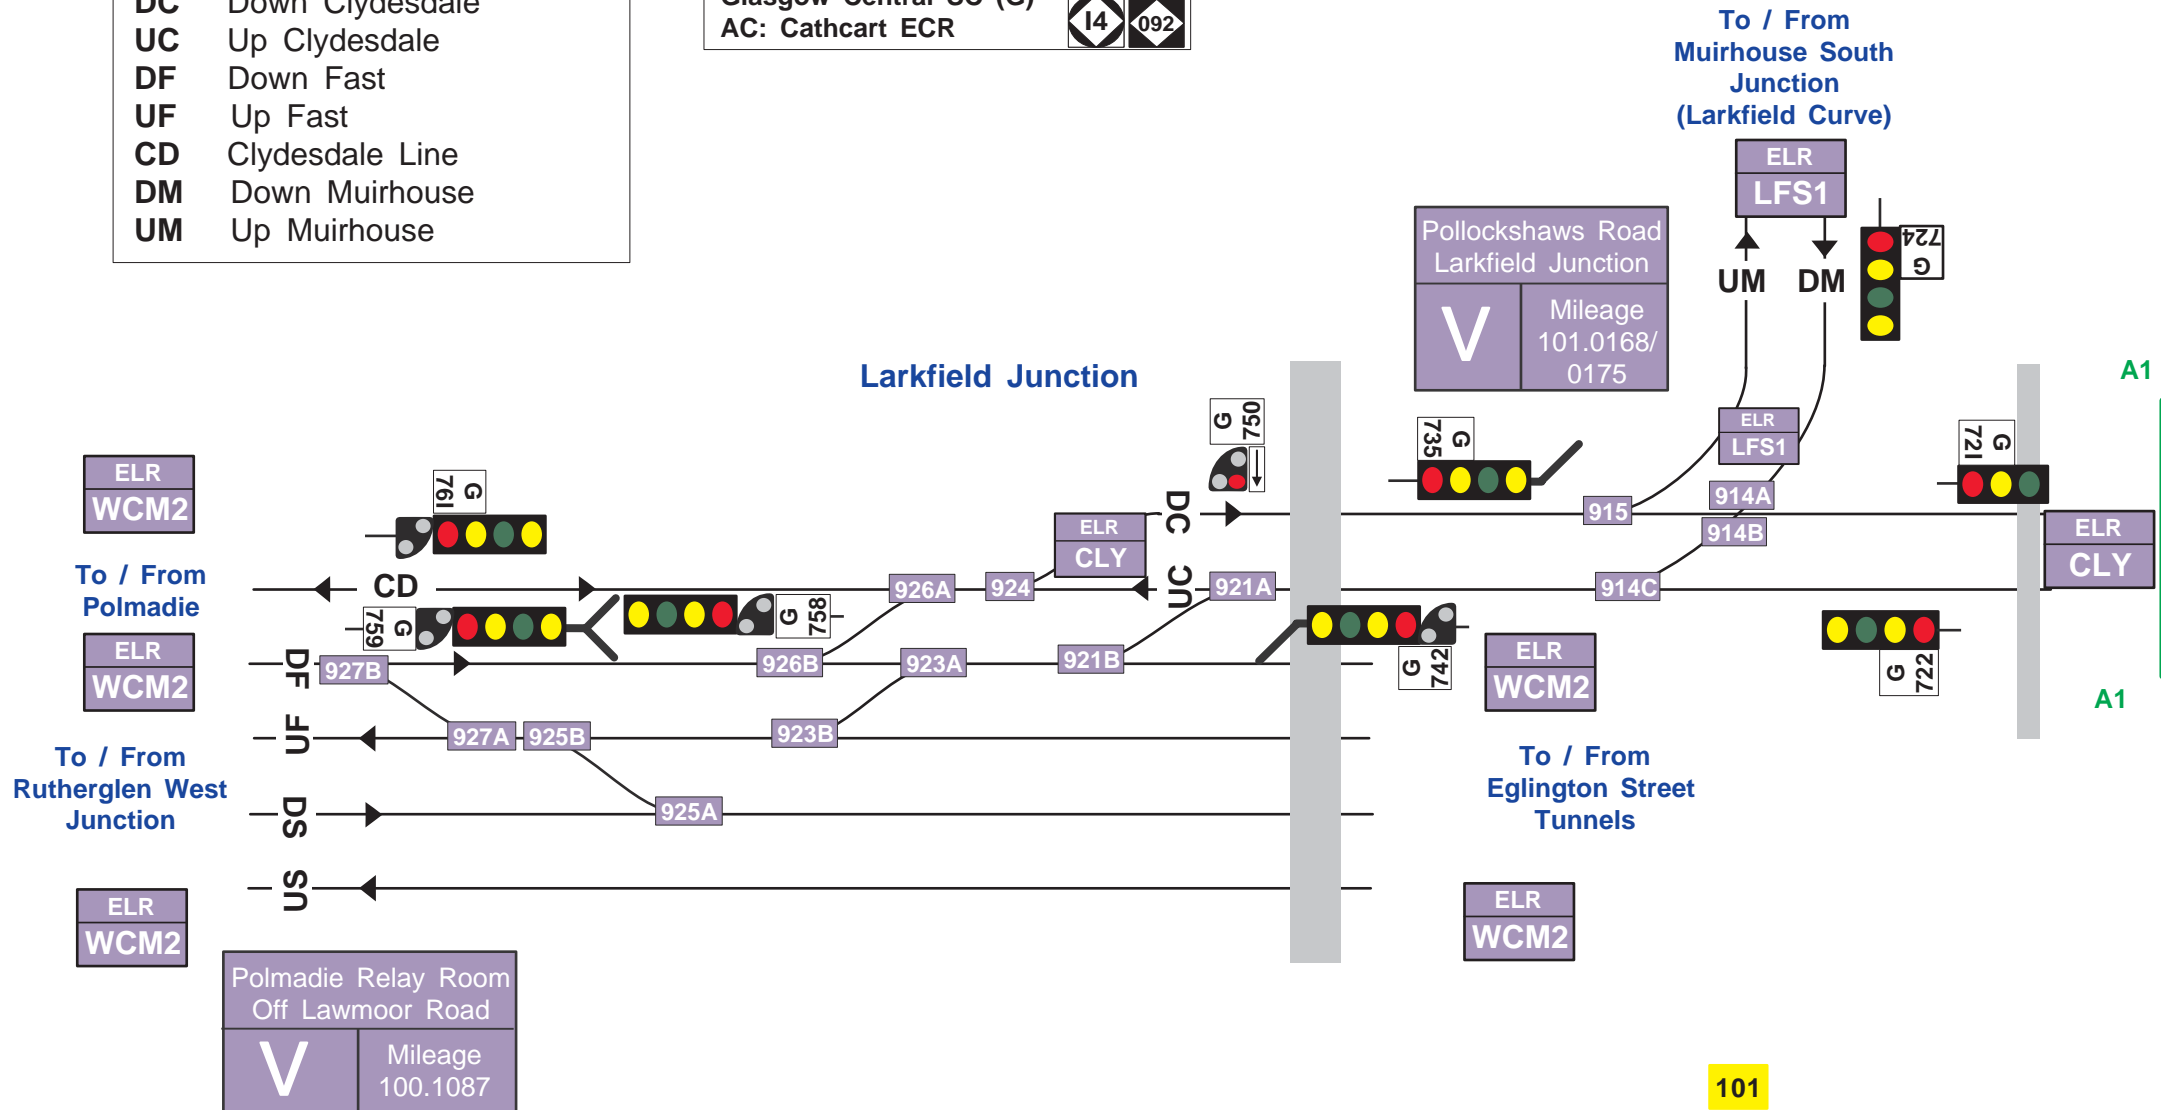 DC Down Clydesdale
UC Up Clydesdale
DF Down Fast
UF Up Fast
CD Clydesdale Line
DM Down Muirhouse
UM Up Muirhouse
Glasgow Central SC (G)
AC: Cathcart ECR
14
092
To / From
Muirhouse South
Junction
(Larkfield Curve)
ELR
LFS1
G
724
UM DM
Pollockshaws Road
Larkfield Junction
V
Mileage
101.0168/
0175
Larkfield Junction
A1
G
750
G
735
ELR
LFS1
G
721
ELR
WCM2
G
761
DC
915
914A
914B
ELR
CLY
ELR
CLY
To / From
Polmadie
CD
926A
924
UC
921A
914C
G
759
G
758
G
742
G
722
ELR
WCM2
DF
927B
926B
923A
921B
ELR
WCM2
A1
UF
927A
925B
923B
To / From
Rutherglen West
Junction
To / From
Eglington Street
Tunnels
DS
925A
US
ELR
WCM2
ELR
WCM2
Polmadie Relay Room
Off Lawmoor Road
V
Mileage
100.1087
101